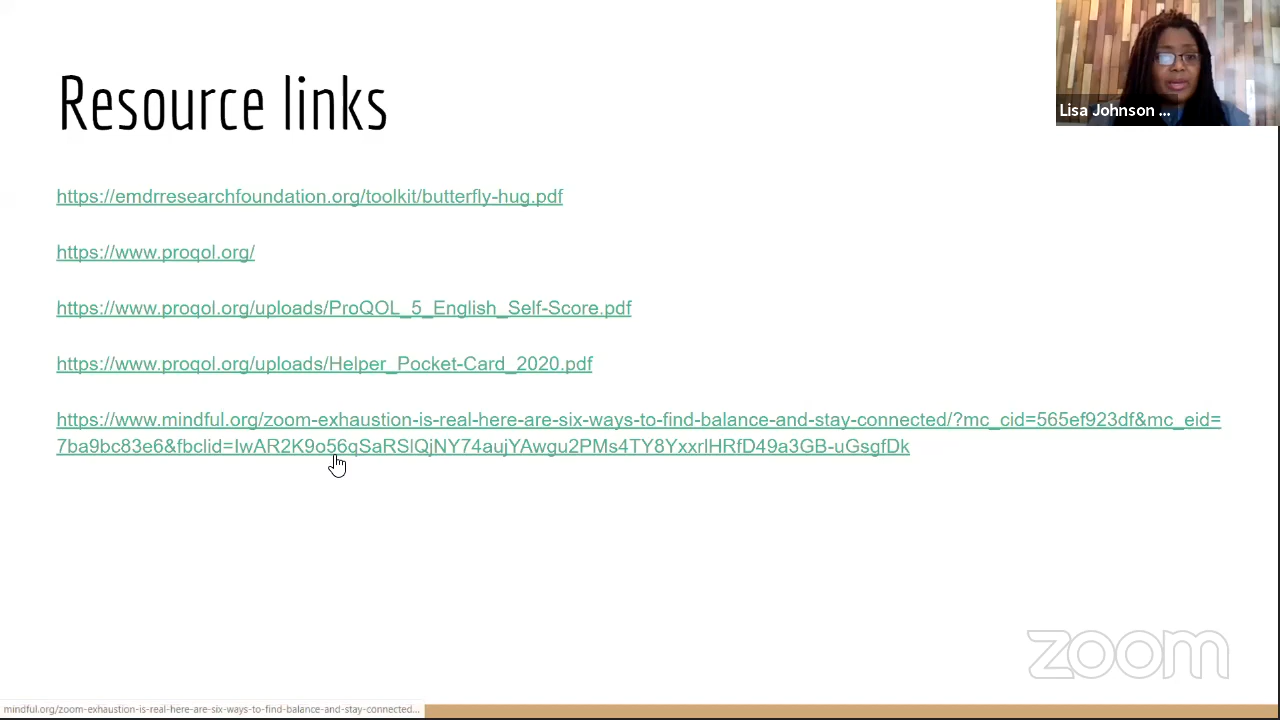 Resource links
Lisa Johnson ...
https://emdrresearchfoundation.org/toolkit/butterfly-hug.pdf
https://www.proqol.org/
https://www.proqol.org/uploads/ProQOL_5_English_Self-Score.pdf
https://www.proqol.org/uploads/Helper_Pocket-Card_2020.pdf
https://www.mindful.org/zoom-exhaustion-is-real-here-are-six-ways-to-find-balance-and-stay-connected/?mc_cid=565ef923df&mc_eid=
7ba9bc83e6&fbclid=IwAR2K9o56qSaRSlQjNY74aujYAwgu2PMs4TY8YxxrlHRfD49a3GB-uGsgfDk
zoom
mindful.org/zoom-exhaustion-is-real-here-are-six-ways-to-find-balance-and-stay-connected...